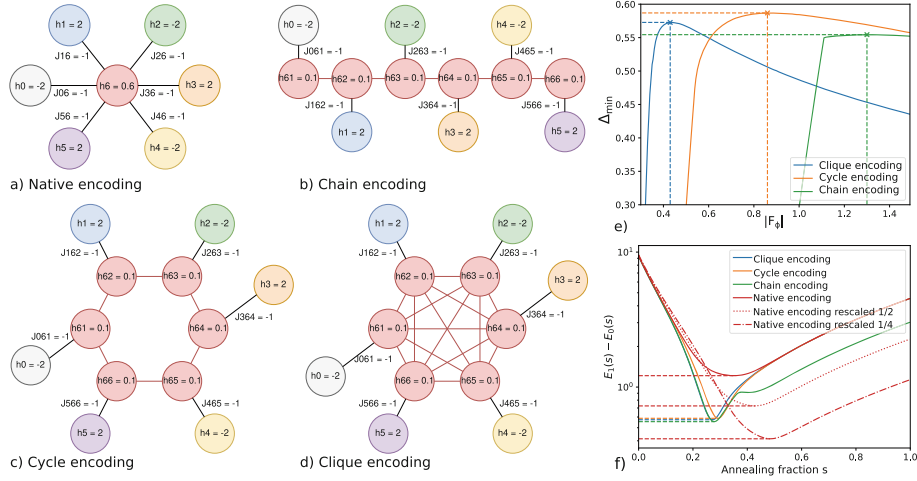 h1 = 2
h2 = -2
J16 = -1
J26 = -1
h0 = -2
J06 = -1
h6 = 0.6
J36 = -1
h3 = 2
J56 = -1
J46 = -1
h5 = 2
h4 = -2
a) Native encoding
h0 = -2
h2 = -2
h4 = -2
J061 = -1
J263 = -1
J465 = -1
h61 = 0.1
h62 = 0.1
h63 = 0.1
h64 = 0.1
h65 = 0.1
h66 = 0.1
J162 = -1
J364 = -1
J566 = -1
h1 = 2
h3 = 2
h5 = 2
b) Chain encoding
h1 = 2
h2 = -2
J162 = -1
J263 = -1
h62 = 0.1
h63 = 0.1
h3 = 2
J364 = -1
h61 = 0.1
h64 = 0.1
J061 = -1
h0 = -2
h66 = 0.1
h65 = 0.1
J566 = -1
J465 = -1
h5 = 2
h4 = -2
c) Cycle encoding
h1 = 2
h2 = -2
J162 = -1
J263 = -1
h62 = 0.1
h63 = 0.1
h3 = 2
J364 = -1
h61 = 0.1
h64 = 0.1
J061 = -1
h0 = -2
h66 = 0.1
h65 = 0.1
J566 = -1
J465 = -1
h5 = 2
h4 = -2
d) Clique encoding
0.60
0.55
0.50
0.45
0.40
0.35
0.30
Δmin
Clique encoding
Cycle encoding
Chain encoding
0.4
0.6
0.8
1.0
1.2
1.4
|Fϕ|
e)
10¹
10⁰
E₁(s) − E₀(s)
Clique encoding
Cycle encoding
Chain encoding
Native encoding
Native encoding rescaled 1/2
Native encoding rescaled 1/4
0.0
0.2
0.4
0.6
0.8
1.0
Annealing fraction s
f)